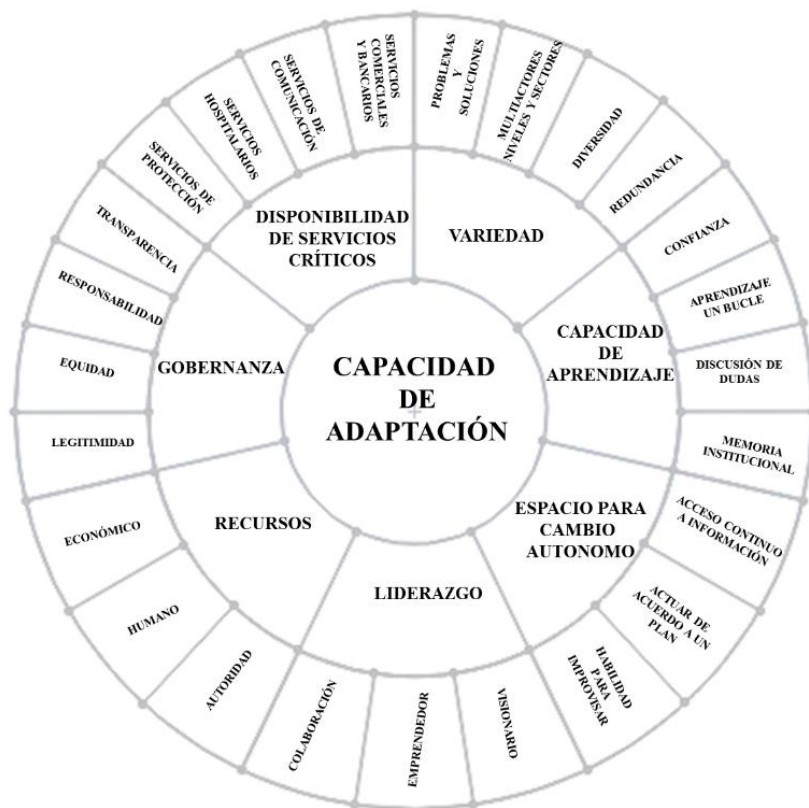 CAPACIDAD
DE
ADAPTACIÓN
VARIEDAD
PROBLEMAS
Y
SOLUCIONES
MULTIACTORES
NIVELES Y SECTORES
DIVERSIDAD
REDUNDANCIA
CAPACIDAD
DE
APRENDIZAJE
CONFIANZA
APRENDIZAJE
UN BUCLE
DISCUSIÓN DE
DUDAS
MEMORIA
INSTITUCIONAL
ESPACIO PARA
CAMBIO
AUTONOMO
ACCESO CONTINUO
A INFORMACIÓN
ACTUAR DE
ACUERDO A UN
PLAN
HABILIDAD
PARA
IMPROVISAR
LIDERAZGO
VISIONARIO
EMPRENDEDOR
COLABORACIÓN
RECURSOS
AUTORIDAD
HUMANO
ECONÓMICO
GOBERNANZA
LEGITIMIDAD
EQUIDAD
RESPONSABILIDAD
TRANSPARENCIA
DISPONIBILIDAD
DE SERVICIOS
CRÍTICOS
SERVICIOS DE
PROTECCIÓN
SERVICIOS
HOSPITALARIOS
SERVICIOS DE
COMUNICACIÓN
SERVICIOS
COMERCIALES
Y BANCARIOS